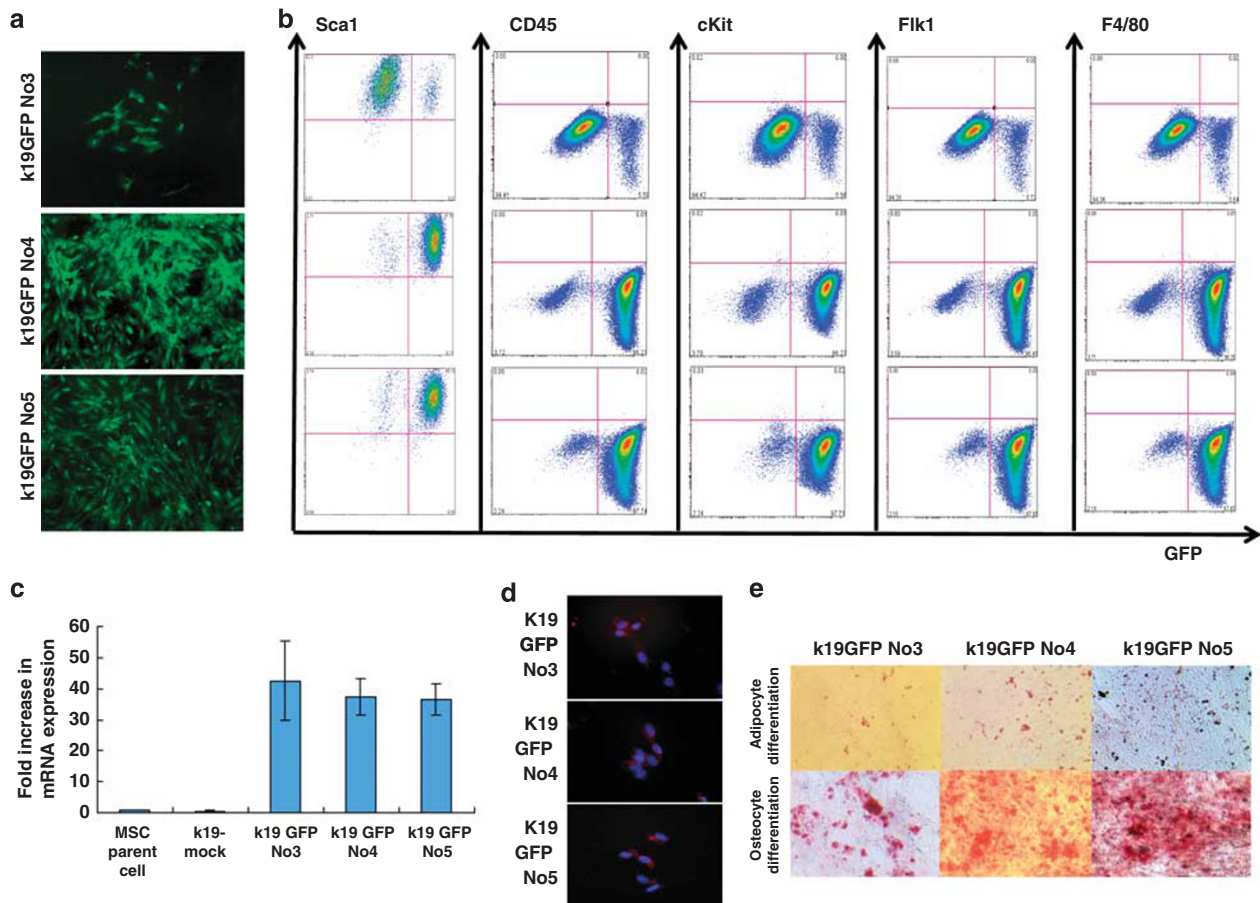 a
k19GFP No3
k19GFP No4
k19GFP No5
b
Sca1
CD45
cKit
Flk1
F4/80
GFP
c
Fold increase in
mRNA expression
60
50
40
30
20
10
0
MSC
parent
cell
k19-
mock
k19 GFP
No3
k19 GFP
No4
k19 GFP
No5
d
K19
GFP
No3
K19
GFP
No4
K19
GFP
No5
e
k19GFP No3
k19GFP No4
k19GFP No5
Adipocyte
differentiation
Osteocyte
differentiation